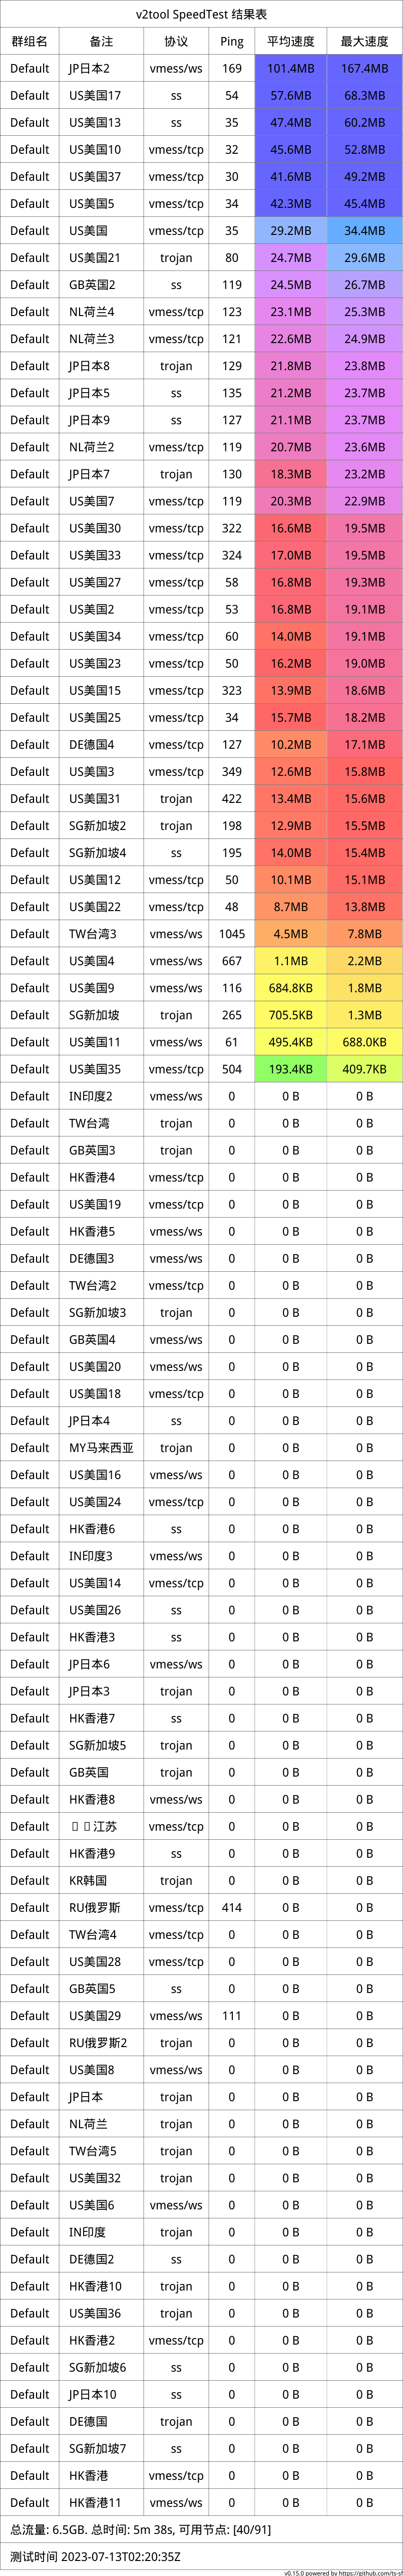 v2tool SpeedTest 结果表
群组名 备注 协议 Ping 平均速度 最大速度
Default JP日本2 vmess/ws 169 101.4MB 167.4MB
Default US美国17 ss 54 57.6MB 68.3MB
Default US美国13 ss 35 47.4MB 60.2MB
Default US美国10 vmess/tcp 32 45.6MB 52.8MB
Default US美国37 vmess/tcp 30 41.6MB 49.2MB
Default US美国5 vmess/tcp 34 42.3MB 45.4MB
Default US美国 vmess/tcp 35 29.2MB 34.4MB
Default US美国21 trojan 80 24.7MB 29.6MB
Default GB英国2 ss 119 24.5MB 26.7MB
Default NL荷兰4 vmess/tcp 123 23.1MB 25.3MB
Default NL荷兰3 vmess/tcp 121 22.6MB 24.9MB
Default JP日本8 trojan 129 21.8MB 23.8MB
Default JP日本5 ss 135 21.2MB 23.7MB
Default JP日本9 ss 127 21.1MB 23.7MB
Default NL荷兰2 vmess/tcp 119 20.7MB 23.6MB
Default JP日本7 trojan 130 18.3MB 23.2MB
Default US美国7 vmess/tcp 119 20.3MB 22.9MB
Default US美国30 vmess/tcp 322 16.6MB 19.5MB
Default US美国33 vmess/tcp 324 17.0MB 19.5MB
Default US美国27 vmess/tcp 58 16.8MB 19.3MB
Default US美国2 vmess/tcp 53 16.8MB 19.1MB
Default US美国34 vmess/tcp 60 14.0MB 19.1MB
Default US美国23 vmess/tcp 50 16.2MB 19.0MB
Default US美国15 vmess/tcp 323 13.9MB 18.6MB
Default US美国25 vmess/tcp 34 15.7MB 18.2MB
Default DE德国4 vmess/tcp 127 10.2MB 17.1MB
Default US美国3 vmess/tcp 349 12.6MB 15.8MB
Default US美国31 trojan 422 13.4MB 15.6MB
Default SG新加坡2 trojan 198 12.9MB 15.5MB
Default SG新加坡4 ss 195 14.0MB 15.4MB
Default US美国12 vmess/tcp 50 10.1MB 15.1MB
Default US美国22 vmess/tcp 48 8.7MB 13.8MB
Default TW台湾3 vmess/ws 1045 4.5MB 7.8MB
Default US美国4 vmess/ws 667 1.1MB 2.2MB
Default US美国9 vmess/ws 116 684.8KB 1.8MB
Default SG新加坡 trojan 265 705.5KB 1.3MB
Default US美国11 vmess/ws 61 495.4KB 688.0KB
Default US美国35 vmess/tcp 504 193.4KB 409.7KB
Default IN印度2 vmess/ws 0 0 B 0 B
Default TW台湾 trojan 0 0 B 0 B
Default GB英国3 trojan 0 0 B 0 B
Default HK香港4 vmess/tcp 0 0 B 0 B
Default US美国19 vmess/tcp 0 0 B 0 B
Default HK香港5 vmess/ws 0 0 B 0 B
Default DE德国3 vmess/ws 0 0 B 0 B
Default TW台湾2 vmess/tcp 0 0 B 0 B
Default SG新加坡3 trojan 0 0 B 0 B
Default GB英国4 vmess/ws 0 0 B 0 B
Default US美国20 vmess/ws 0 0 B 0 B
Default US美国18 vmess/tcp 0 0 B 0 B
Default JP日本4 ss 0 0 B 0 B
Default MY马来西亚 trojan 0 0 B 0 B
Default US美国16 vmess/ws 0 0 B 0 B
Default US美国24 vmess/tcp 0 0 B 0 B
Default HK香港6 ss 0 0 B 0 B
Default IN印度3 vmess/ws 0 0 B 0 B
Default US美国14 vmess/tcp 0 0 B 0 B
Default US美国26 ss 0 0 B 0 B
Default HK香港3 ss 0 0 B 0 B
Default JP日本6 vmess/ws 0 0 B 0 B
Default JP日本3 trojan 0 0 B 0 B
Default HK香港7 ss 0 0 B 0 B
Default SG新加坡5 trojan 0 0 B 0 B
Default GB英国 trojan 0 0 B 0 B
Default HK香港8 vmess/ws 0 0 B 0 B
Default 江苏 vmess/tcp 0 0 B 0 B
Default HK香港9 ss 0 0 B 0 B
Default KR韩国 trojan 0 0 B 0 B
Default RU俄罗斯 vmess/tcp 414 0 B 0 B
Default TW台湾4 vmess/tcp 0 0 B 0 B
Default US美国28 vmess/tcp 0 0 B 0 B
Default GB英国5 ss 0 0 B 0 B
Default US美国29 vmess/ws 111 0 B 0 B
Default RU俄罗斯2 trojan 0 0 B 0 B
Default US美国8 vmess/ws 0 0 B 0 B
Default JP日本 trojan 0 0 B 0 B
Default NL荷兰 trojan 0 0 B 0 B
Default TW台湾5 trojan 0 0 B 0 B
Default US美国32 trojan 0 0 B 0 B
Default US美国6 vmess/ws 0 0 B 0 B
Default IN印度 trojan 0 0 B 0 B
Default DE德国2 ss 0 0 B 0 B
Default HK香港10 trojan 0 0 B 0 B
Default US美国36 trojan 0 0 B 0 B
Default HK香港2 vmess/tcp 0 0 B 0 B
Default SG新加坡6 ss 0 0 B 0 B
Default JP日本10 ss 0 0 B 0 B
Default DE德国 trojan 0 0 B 0 B
Default SG新加坡7 ss 0 0 B 0 B
Default HK香港 vmess/tcp 0 0 B 0 B
Default HK香港11 vmess/ws 0 0 B 0 B
总流量: 6.5GB. 总时间: 5m 38s, 可用节点: [40/91]
测试时间 2023-07-13T02:20:35Z
v0.15.0 powered by https://github.com/ts-sf